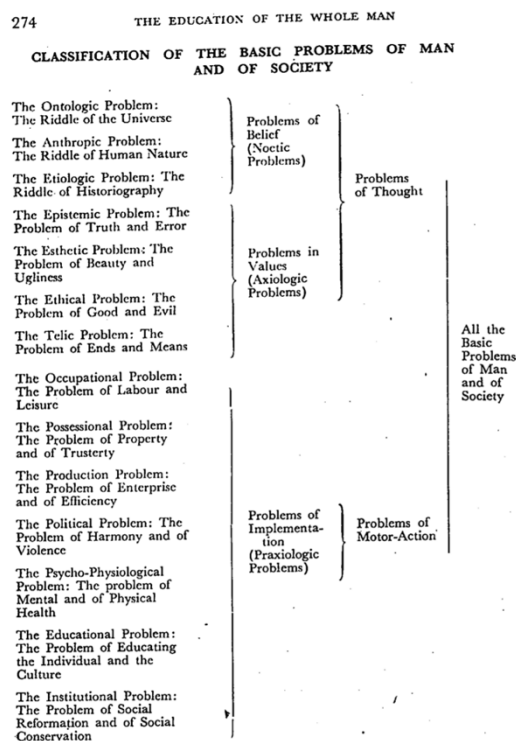 274
THE EDUCATION OF THE WHOLE MAN
CLASSIFICATION OF THE BASIC PROBLEMS OF MAN
AND OF SOCIETY
The Ontologic Problem:
The Riddle of the Universe
The Anthropic Problem:
The Riddle of Human Nature
The Etiologic Problem: The
Riddle of Historiography
The Epistemic Problem: The
Problem of Truth and Error
The Esthetic Problem: The
Problem of Beauty and
Ugliness
The Ethical Problem: The
Problem of Good and Evil
The Telic Problem: The
Problem of Ends and Means
The Occupational Problem:
The Problem of Labour and
Leisure
The Possessional Problem:
The Problem of Property
and of Trusterty
The Production Problem:
The Problem of Enterprise
and of Efficiency
The Political Problem: The
Problem of Harmony and of
Violence
The Psycho-Physiological
Problem: The problem of
Mental and of Physical
Health
The Educational Problem:
The Problem of Educating
the Individual and the
Culture
The Institutional Problem:
The Problem of Social
Reformation and of Social
Conservation
Problems of
Belief
(Noctic
Problems)
Problems in
Values
(Axiologic
Problems)
Problems of
Implementa-
tion
(Praxiologic
Problems)
Problems
of Thought
Problems of
Motor-Action
All the
Basic
Problems
of Man
and of
Society